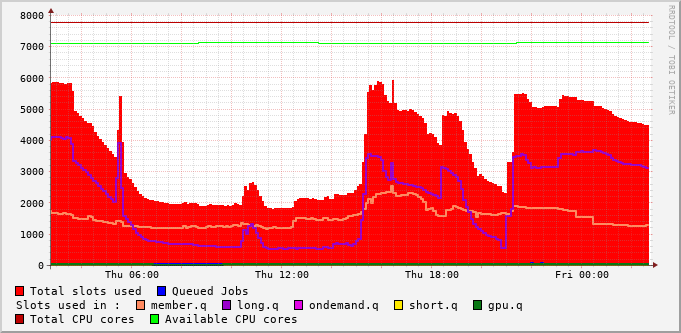 8000
7000
6000
5000
4000
3000
2000
1000
0
Thu 06:00 Thu 12:00 Thu 18:00 Fri 00:00
RRDTOOL / TOBI OETIKER
Total slots used Queued Jobs
Slots used in : member.q long.q ondemand.q short.q gpu.q
Total CPU cores Available CPU cores